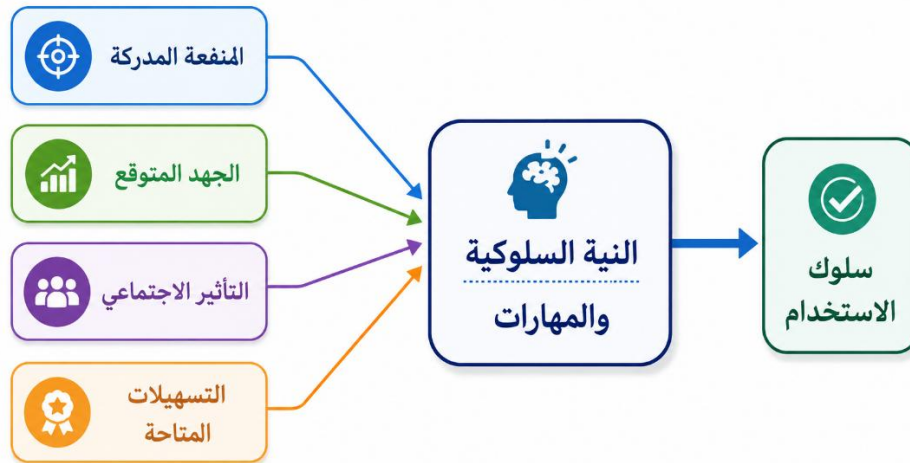 المنفعة المدركة
الجهد المتوقع
التأثير الاجتماعي
التسهيلات
المتاحة
النية السلوكية
والمهارات
سلوك
الاستخدام